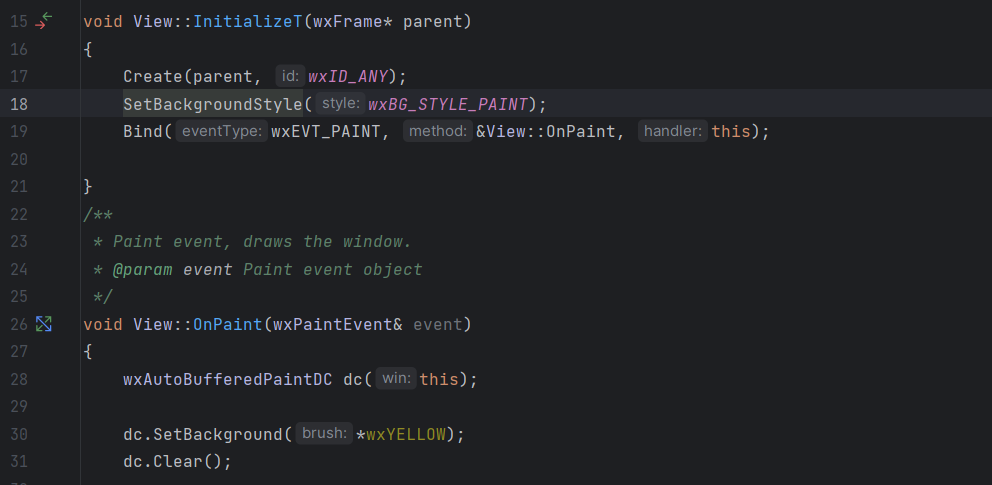 15 void View::InitializeT(wxFrame* parent)
16 {
17 Create(parent, id: wxID_ANY);
18 SetBackgroundStyle( style: wxBG_STYLE_PAINT);
19 Bind( eventType: wxEVT_PAINT, method: &View::OnPaint, handler: this);
20
21 }
22 /**
23 * Paint event, draws the window.
24 * @param event Paint event object
25 */
26 void View::OnPaint(wxPaintEvent& event)
27 {
28 wxAutoBufferedPaintDC dc( win: this);
29
30 dc.SetBackground( brush: *wxYELLOW);
31 dc.Clear();